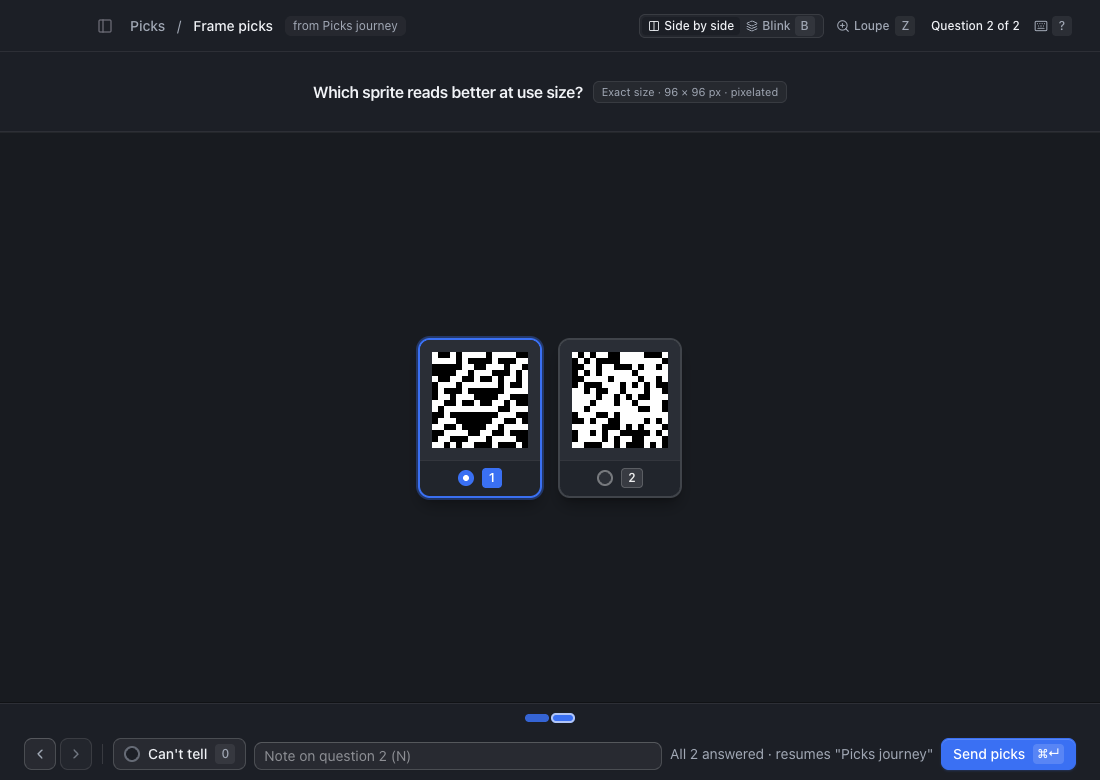 Picks / Frame picks from Picks journey Side by side Blink B Loupe Z Question 2 of 2 ?
Which sprite reads better at use size? Exact size · 96 × 96 px · pixelated
1 2
Can't tell 0 Note on question 2 (N) All 2 answered · resumes "Picks journey" Send picks ⌘↵